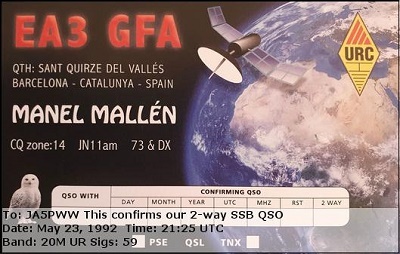 EA3 GFA
URC
QTH: SANT QUIRZE DEL VALLÉS
BARCELONA - CATALUNYA - SPAIN
MANEL MALLÉN
CQ zone:14 JN11am 73 & DX
QSO WITH
CONFIRMING QSO
DAY MONTH YEAR UTC MHZ RST 2-WAY
To: JA5PWW This confirms our 2-way SSB QSO
Date: May 23, 1992 Time: 21:25 UTC
Band: 20M UR Sigs: 59
PSE QSL TNX